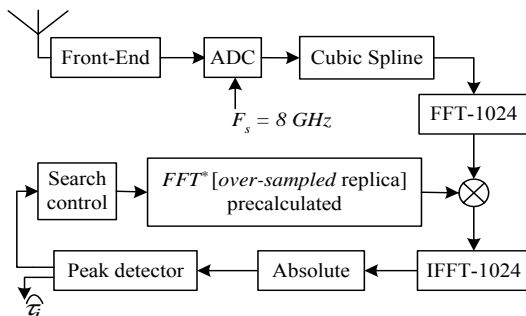 Front-End
ADC
Cubic Spline
F_s = 8 GHz
FFT-1024
Search
control
FFT* [over-sampled replica]
precalculated
Peak detector
Absolute
IFFT-1024
τ̂_i